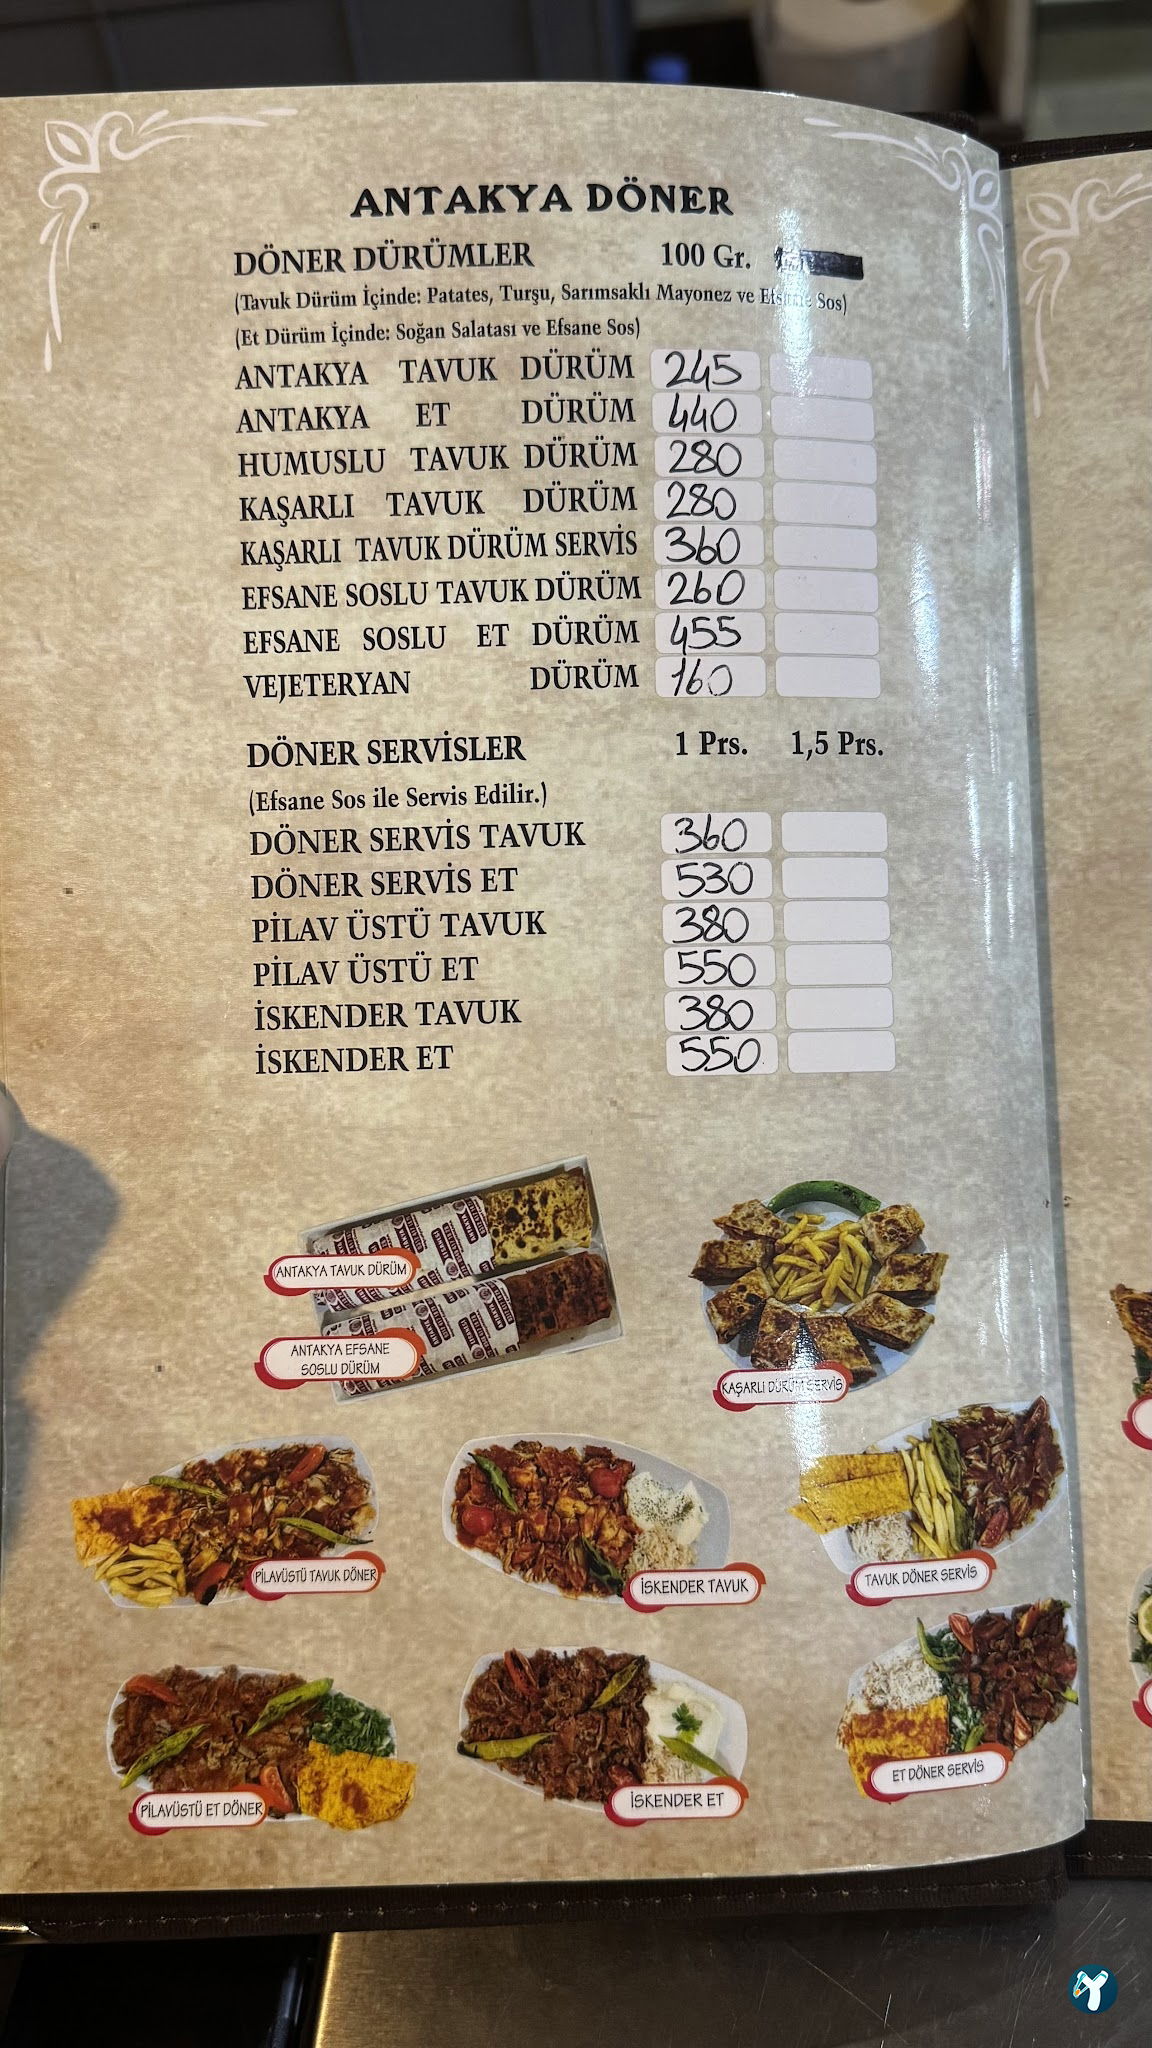 ANTAKYA DÖNER
DÖNER DÜRÜMLER 100 Gr.
(Tavuk Dürüm İçinde: Patates, Turşu, Sarımsaklı Mayonez ve Efsane Sos)
(Et Dürüm İçinde: Soğan Salatası ve Efsane Sos)
ANTAKYA TAVUK DÜRÜM 245
ANTAKYA ET DÜRÜM 440
HUMUSLU TAVUK DÜRÜM 280
KAŞARLI TAVUK DÜRÜM 280
KAŞARLI TAVUK DÜRÜM SERVİS 360
EFSANE SOSLU TAVUK DÜRÜM 260
EFSANE SOSLU ET DÜRÜM 455
VEJETERYAN DÜRÜM 160
DÖNER SERVİSLER 1 Prs. 1,5 Prs.
(Efsane Sos ile Servis Edilir.)
DÖNER SERVİS TAVUK 360
DÖNER SERVİS ET 530
PİLAV ÜSTÜ TAVUK 380
PİLAV ÜSTÜ ET 550
İSKENDER TAVUK 380
İSKENDER ET 550
ANTAKYA TAVUK DÜRÜM
ANTAKYA EFSANE
SOSLU DÜRÜM
KAŞARLI DÜRÜM SERVİS
PİLAVÜSTÜ TAVUK DÖNER
İSKENDER TAVUK
TAVUK DÖNER SERVİS
PİLAVÜSTÜ ET DÖNER
İSKENDER ET
ET DÖNER SERVİS